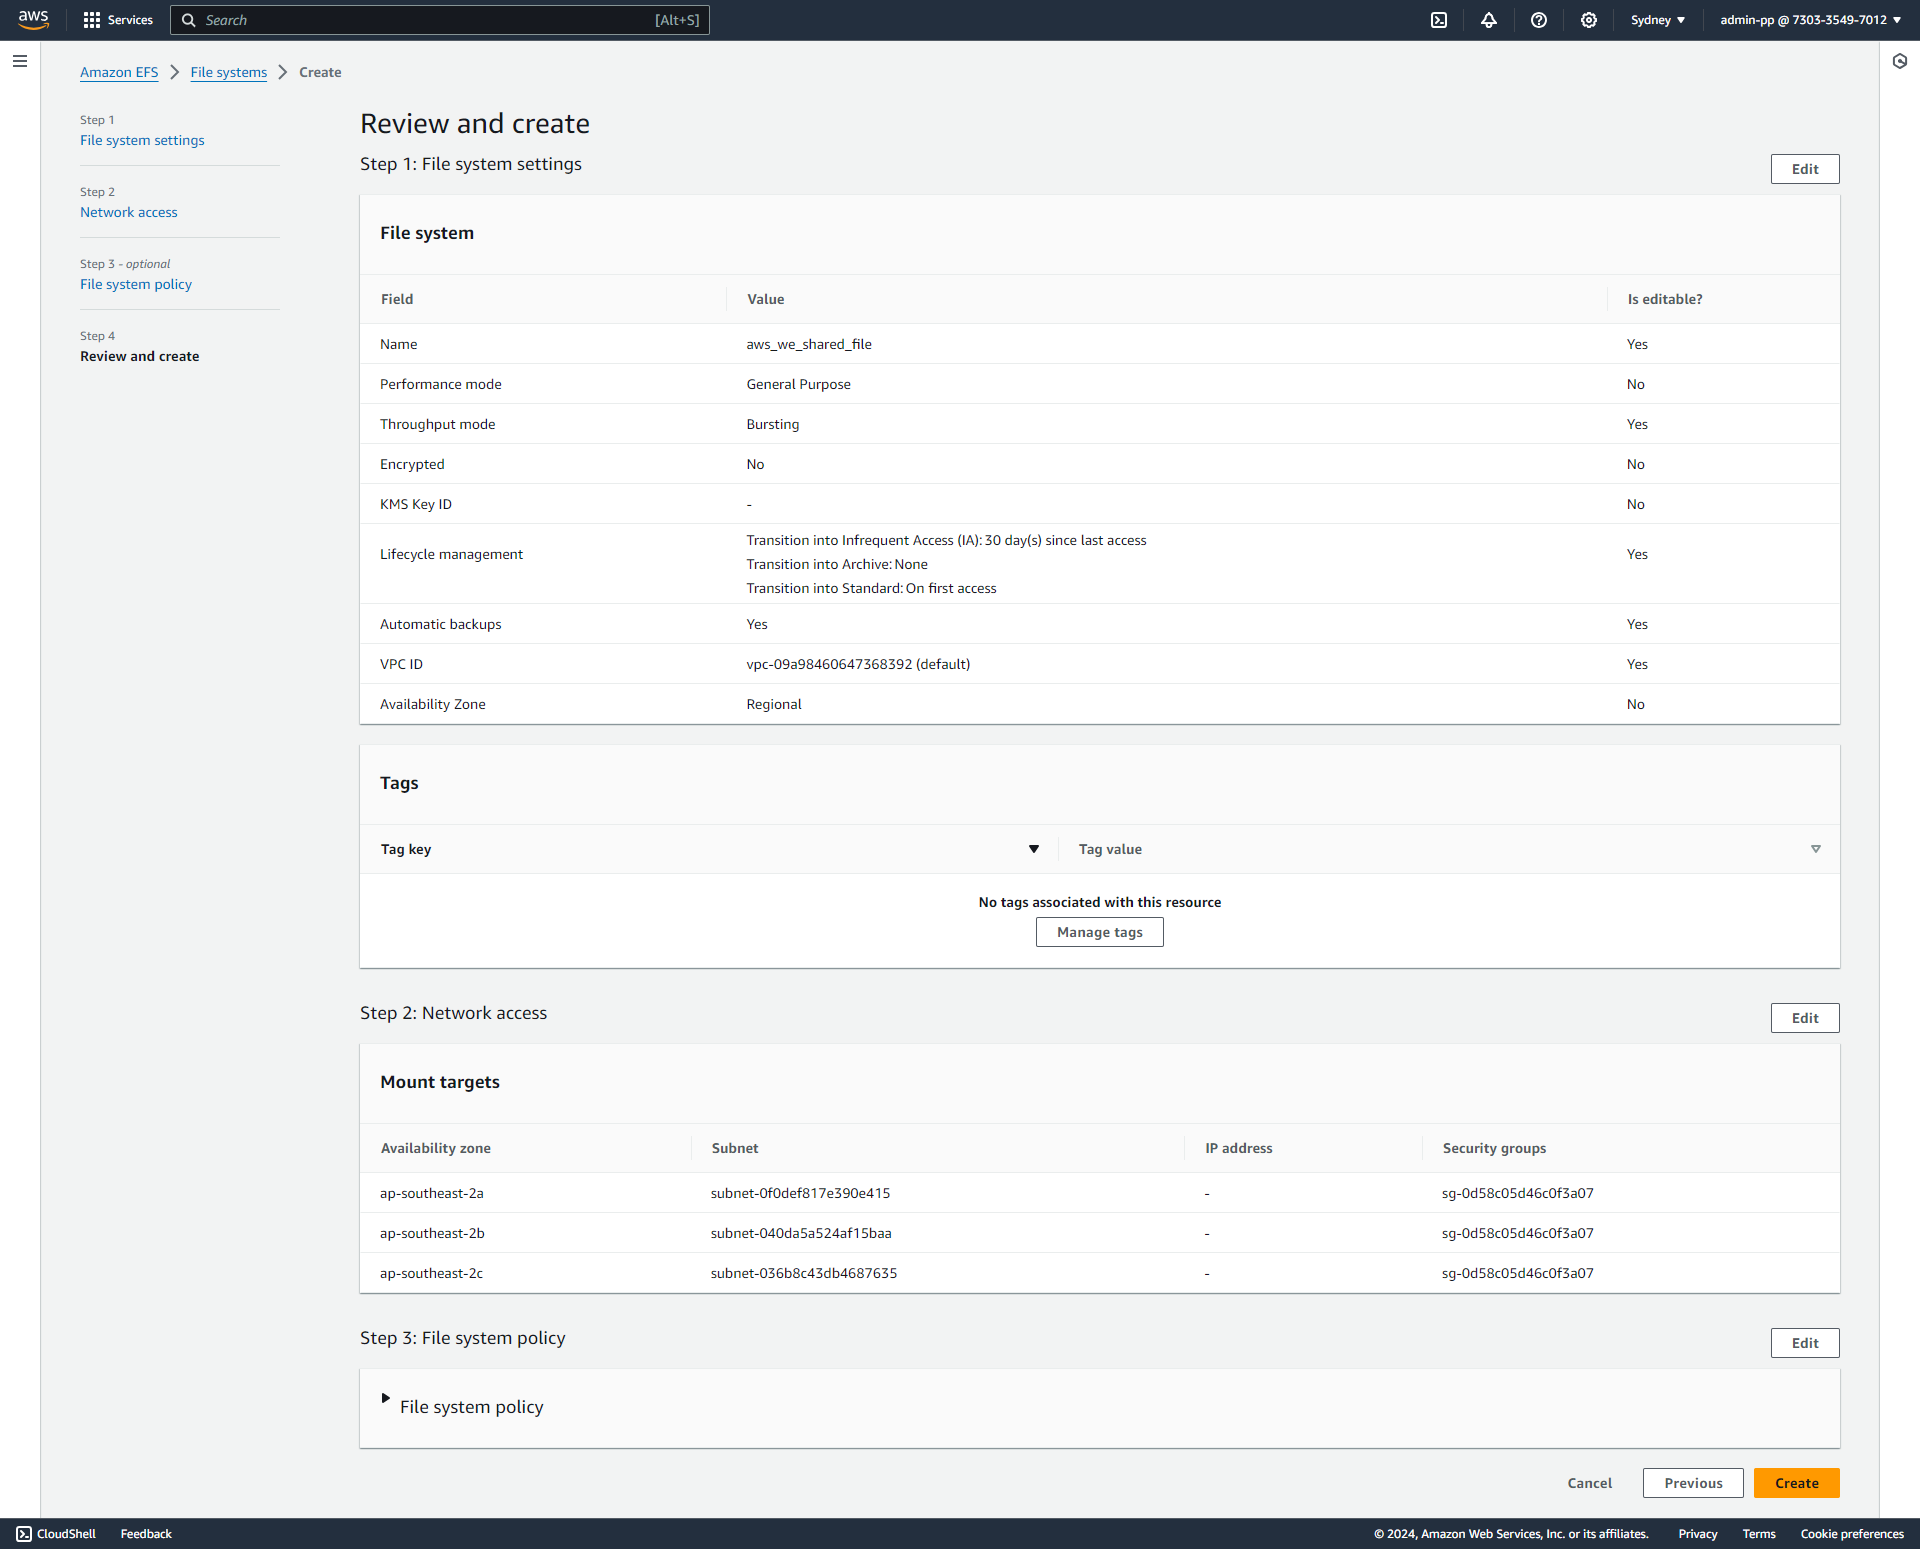 aws
Services
Search
[Alt+S]
Sydney
admin-pp @ 7303-3549-7012
Amazon EFS
File systems
Create
Step 1
File system settings
Step 2
Network access
Step 3 - optional
File system policy
Step 4
Review and create
Review and create
Step 1: File system settings
Edit
File system
Field Value Is editable?
Name aws_we_shared_file Yes
Performance mode General Purpose No
Throughput mode Bursting Yes
Encrypted No No
KMS Key ID - No
Lifecycle management Transition into Infrequent Access (IA): 30 day(s) since last access Yes
Transition into Archive: None
Transition into Standard: On first access
Automatic backups Yes Yes
VPC ID vpc-09a98460647368392 (default) Yes
Availability Zone Regional No
Tags
Tag key Tag value
No tags associated with this resource
Manage tags
Step 2: Network access
Edit
Mount targets
Availability zone Subnet IP address Security groups
ap-southeast-2a subnet-0f0def817e390e415 - sg-0d58c05d46c0f3a07
ap-southeast-2b subnet-040da5a524af15baa - sg-0d58c05d46c0f3a07
ap-southeast-2c subnet-036b8c43db4687635 - sg-0d58c05d46c0f3a07
Step 3: File system policy
Edit
File system policy
Cancel
Previous
Create
CloudShell
Feedback
© 2024, Amazon Web Services, Inc. or its affiliates.
Privacy
Terms
Cookie preferences